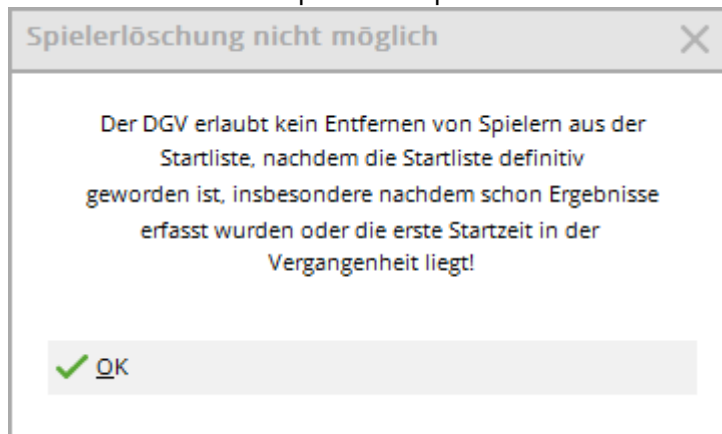 Spielerlöschung nicht möglich
Der DGV erlaubt kein Entfernen von Spielern aus der
Startliste, nachdem die Startliste definitiv
geworden ist, insbesondere nachdem schon Ergebnisse
erfasst wurden oder die erste Startzeit in der
Vergangenheit liegt!
OK